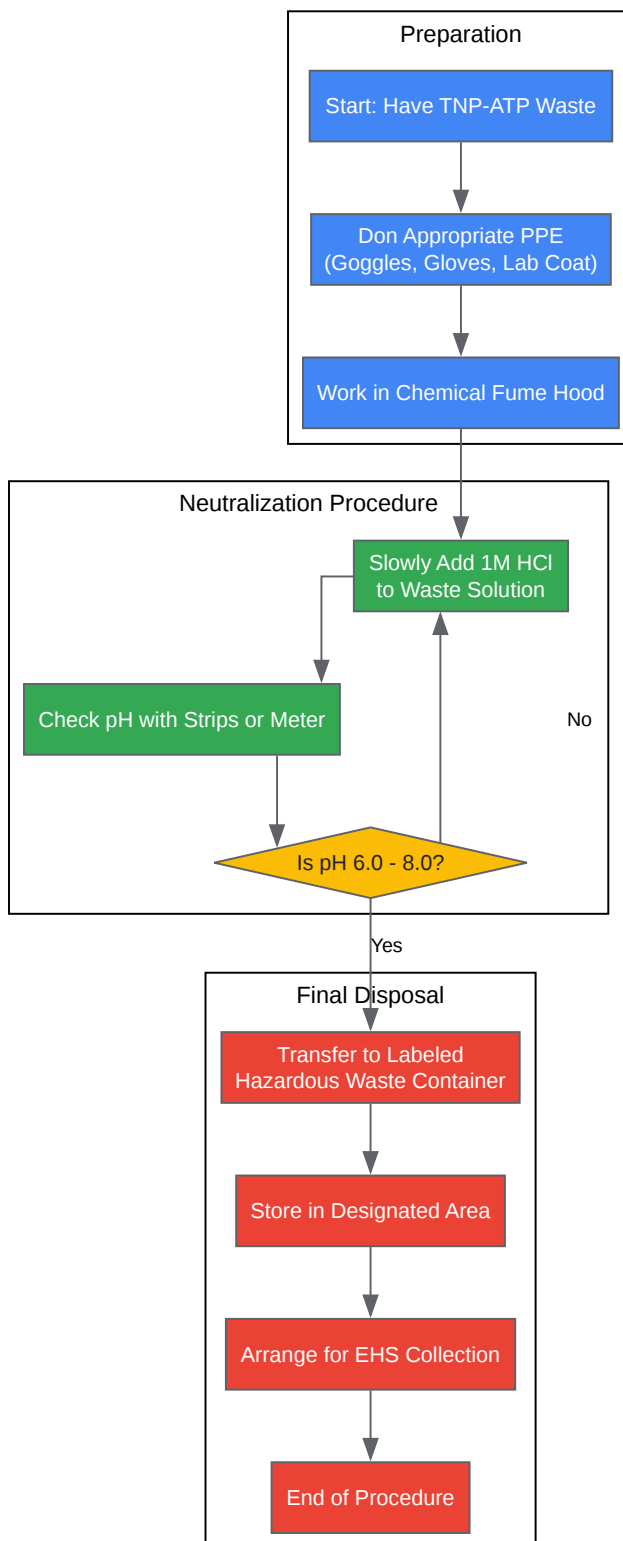 Preparation
Start: Have TNP-ATP Waste
Don Appropriate PPE
(Goggles, Gloves, Lab Coat)
Work in Chemical Fume Hood
Neutralization Procedure
Slowly Add 1M HCl
to Waste Solution
Check pH with Strips or Meter
No
Is pH 6.0 - 8.0?
Yes
Final Disposal
Transfer to Labeled
Hazardous Waste Container
Store in Designated Area
Arrange for EHS Collection
End of Procedure